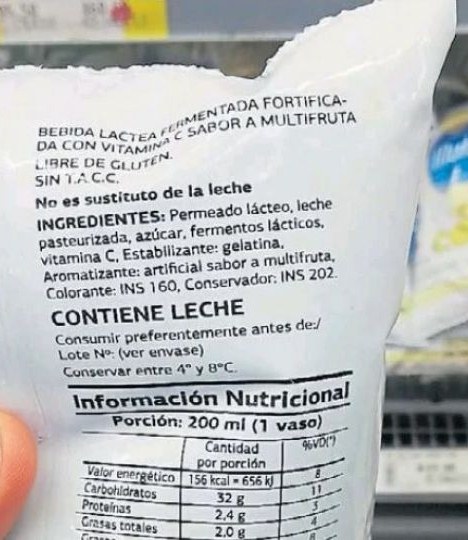 BEBIDA LACTEA FERMENTADA FORTIFICA-
DA CON VITAMINA C SABOR A MULTIFRUTA
LIBRE DE GLUTEN.
SIN T.A.C.C.
No es sustituto de la leche
INGREDIENTES: Permeado lácteo, leche
pasteurizada, azúcar, fermentos lácticos,
vitamina C, Estabilizante: gelatina,
Aromatizante: artificial sabor a multifruta,
Colorante: INS 160, Conservador: INS 202.
CONTIENE LECHE
Consumir preferentemente antes de:/
Lote Nº: (ver envase)
Conservar entre 4° y 8°C.
Información Nutricional
Porción: 200 ml (1 vaso)
Cantidad por porción %VD(*)
Valor energético 156 kcal = 656 kJ 8
Carbohidratos 32 g 11
Proteínas 2,4 g 3
Grasas totales 2,0 g 4